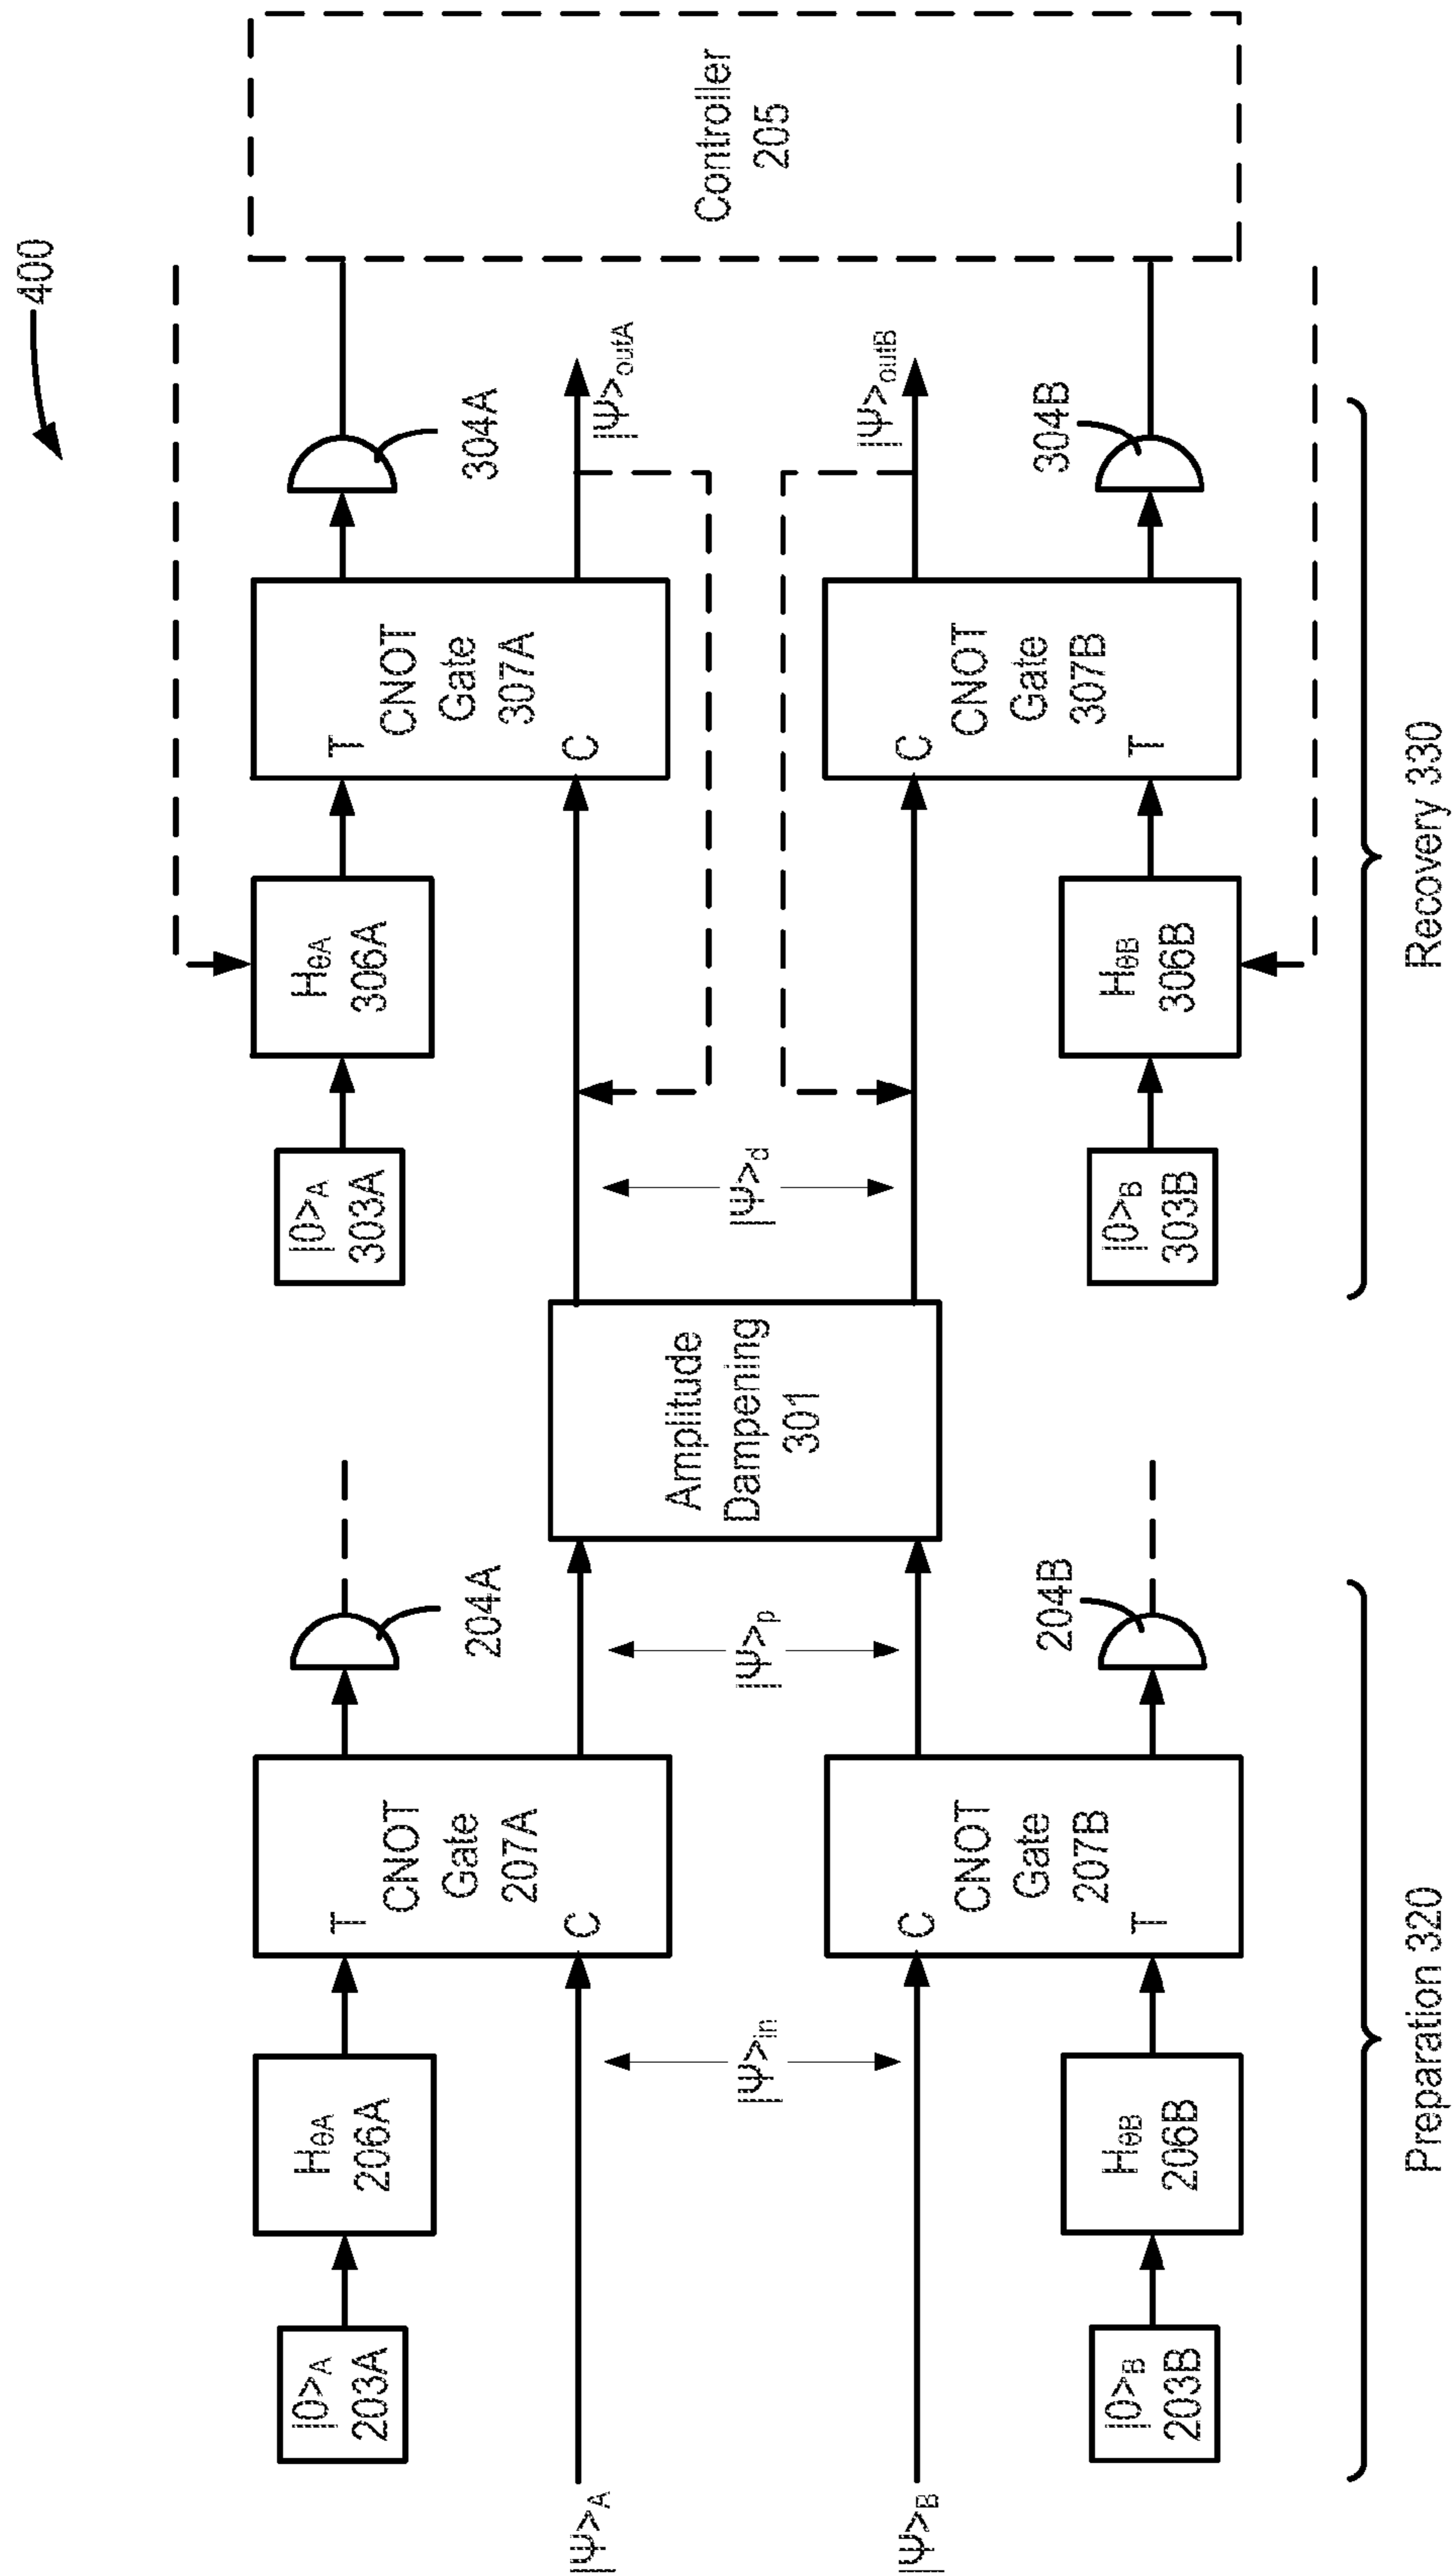 400
|0>A
203A
HθA
206A
T
CNOT
Gate
207A
C
204A
|0>A
303A
HθA
306A
T
CNOT
Gate
307A
C
304A
|Ψ>A
|Ψ>in
|Ψ>p
Amplitude
Dampening
301
|Ψ>d
|Ψ>outA
|Ψ>outB
Controller
205
|Ψ>B
|0>B
203B
HθB
206B
C
CNOT
Gate
207B
T
204B
|0>B
303B
HθB
306B
C
CNOT
Gate
307B
T
304B
Preparation 320
Recovery 330